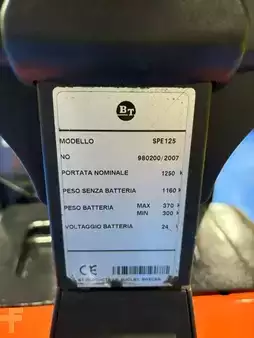 BT
MODELLO SPE125
NO 980200/2007
PORTATA NOMINALE 1250
PESO SENZA BATTERIA 1160
PESO BATTERIA MAX 370
MIN 300
VOLTAGGIO BATTERIA 24
CE